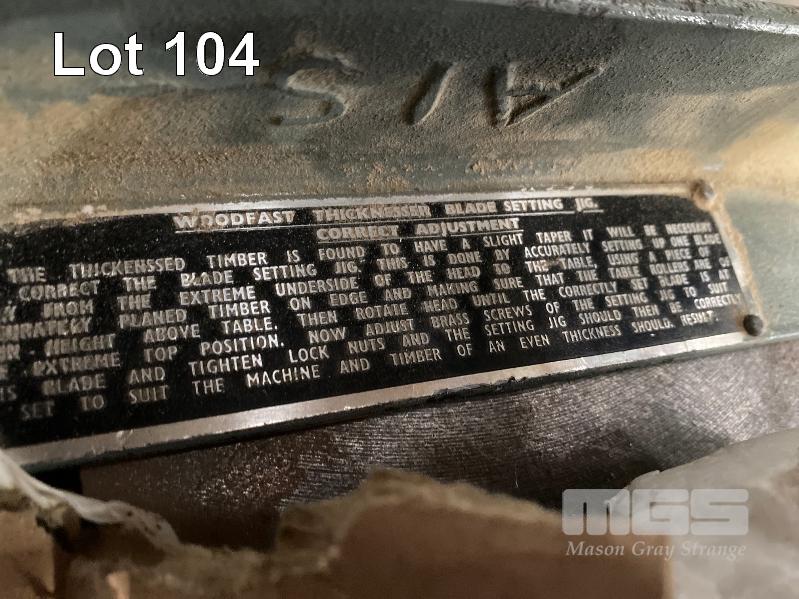 Lot 104
A I S
WOODFAST THICKNESSER BLADE SETTING JIG.
CORRECT ADJUSTMENT
THE THICKENSSED TIMBER IS FOUND TO HAVE A SLIGHT TAPER IT WILL BE NECESSARY
CORRECT THE BLADE SETTING JIG. THIS IS DONE BY ACCURATELY SETTING UP ONE BLADE
FROM THE EXTREME UNDERSIDE OF THE HEAD TO THE TABLE, USING A PIECE OF
PLANED TIMBER ON EDGE AND MAKING SURE THAT THE TABLE ROLLERS
HEIGHT ABOVE TABLE. THEN ROTATE HEAD UNTIL THE CORRECTLY SET BLADE IS AT
EXTREME TOP POSITION. NOW ADJUST BRASS SCREWS OF THE SETTING JIG TO SUIT
BLADE AND TIGHTEN LOCK NUTS AND THE SETTING JIG SHOULD THEN BE CORRECTLY
SET TO SUIT THE MACHINE AND TIMBER OF AN EVEN THICKNESS SHOULD RESULT
MGS
Mason Gray Strange